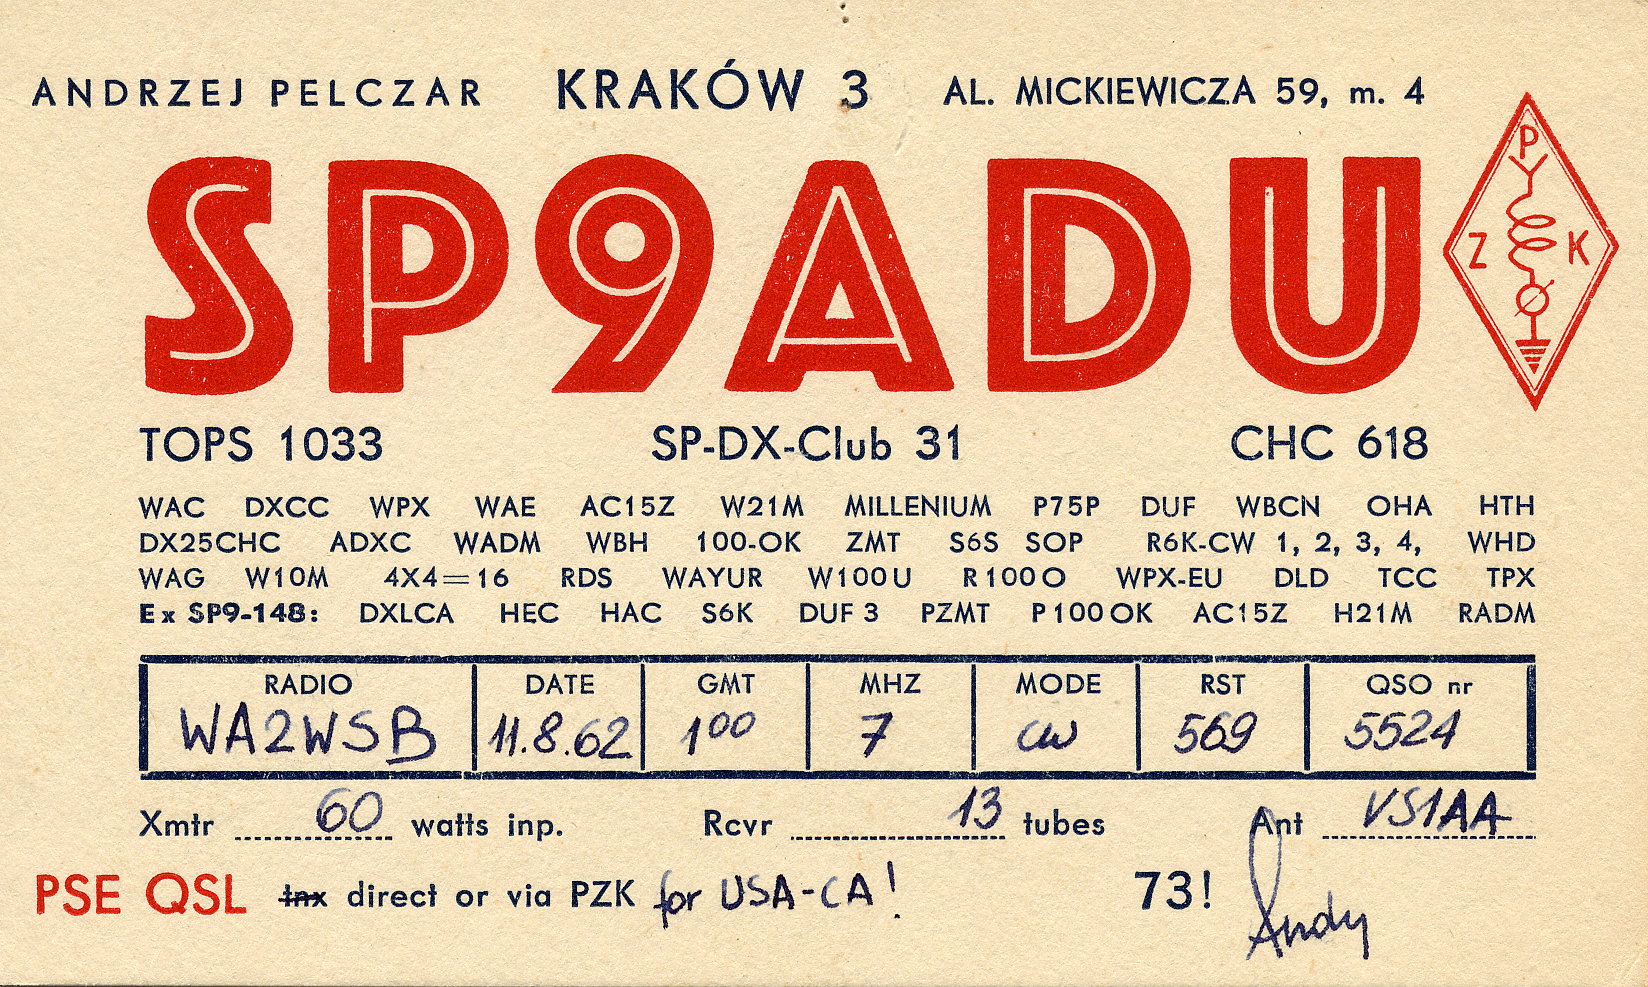 ANDRZEJ PELCZAR KRAKÓW 3 AL. MICKIEWICZA 59, m. 4
SP9ADU
P
Z K
TOPS 1033 SP-DX-Club 31 CHC 618
WAC DXCC WPX WAE AC15Z W21M MILLENIUM P75P DUF WBCN OHA HTH
DX25CHC ADXC WADM WBH 100-OK ZMT S6S SOP R6K-CW 1, 2, 3, 4, WHD
WAG W10M 4X4=16 RDS WAYUR W100U R100O WPX-EU DLD TCC TPX
Ex SP9-148: DXLCA HEC HAC S6K DUF 3 PZMT P100OK AC15Z H21M RADM
RADIO DATE GMT MHZ MODE RST QSO nr
WA2WSB 11.8.62 1⁰⁰ 7 cw 569 5524
Xmtr 60 watts inp. Rcvr 13 tubes Ant VS1AA
PSE QSL tnx direct or via PZK for USA-CA! 73! Andy